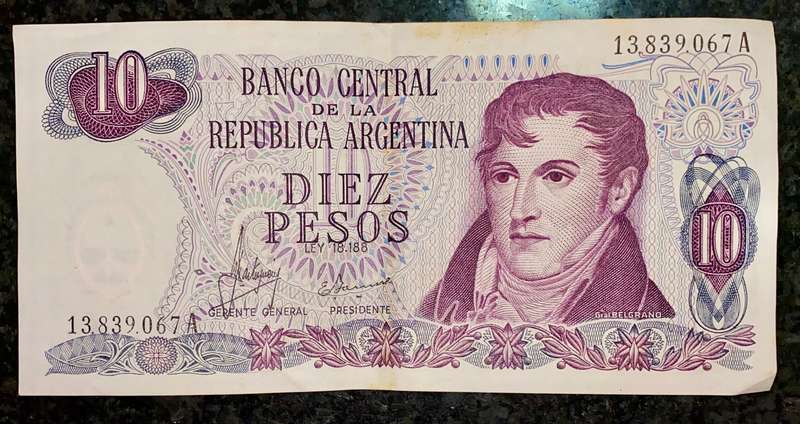 10
13.839.067 A
BANCO CENTRAL
DE LA
REPUBLICA ARGENTINA
DIEZ
PESOS
LEY 18.188
10
GERENTE GENERAL
PRESIDENTE
Gral.BELGRANO
13.839.067 A